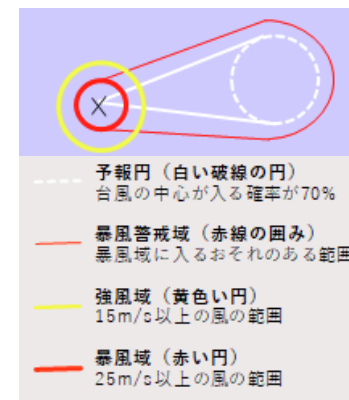 予報円（白い破線の円）
台風の中心が入る確率が70%
暴風警戒域（赤線の囲み）
暴風域に入るおそれのある範囲
強風域（黄色い円）
15m/s以上の風の範囲
暴風域（赤い円）
25m/s以上の風の範囲